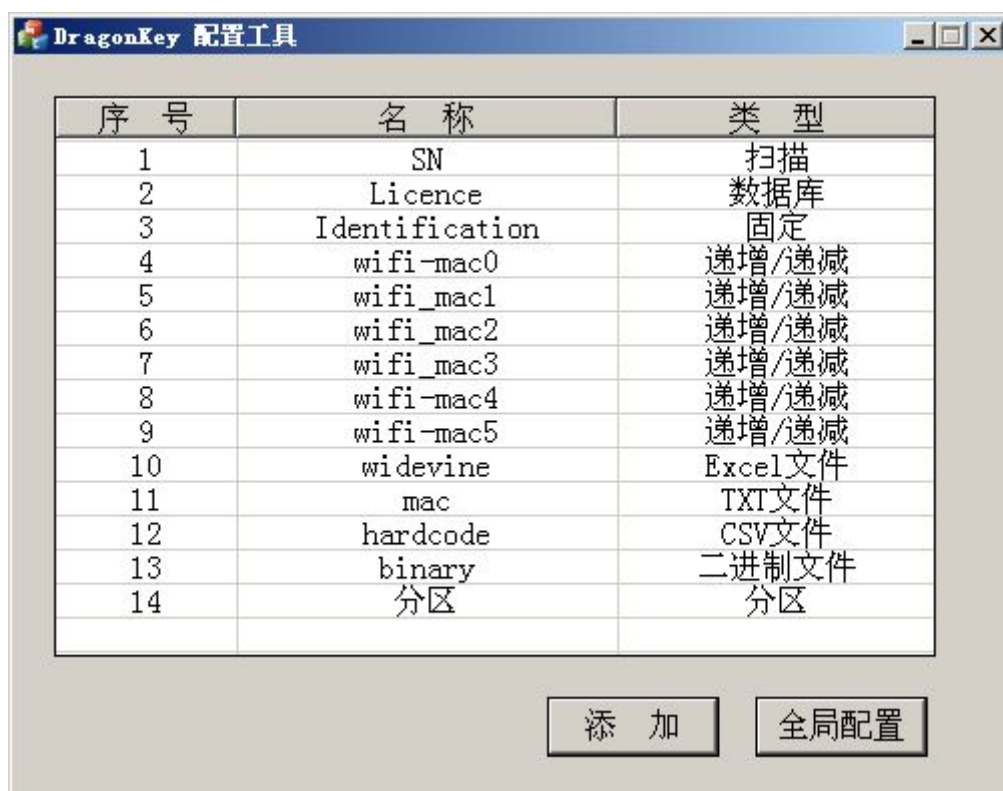 DragonKey 配置工具
序 号 名 称 类 型
1 SN 扫描
2 Licence 数据库
3 Identification 固定
4 wifi-mac0 递增/递减
5 wifi_mac1 递增/递减
6 wifi_mac2 递增/递减
7 wifi_mac3 递增/递减
8 wifi-mac4 递增/递减
9 wifi-mac5 递增/递减
10 widevine Excel文件
11 mac TXT文件
12 hardcode CSV文件
13 binary 二进制文件
14 分区 分区
添 加 全局配置